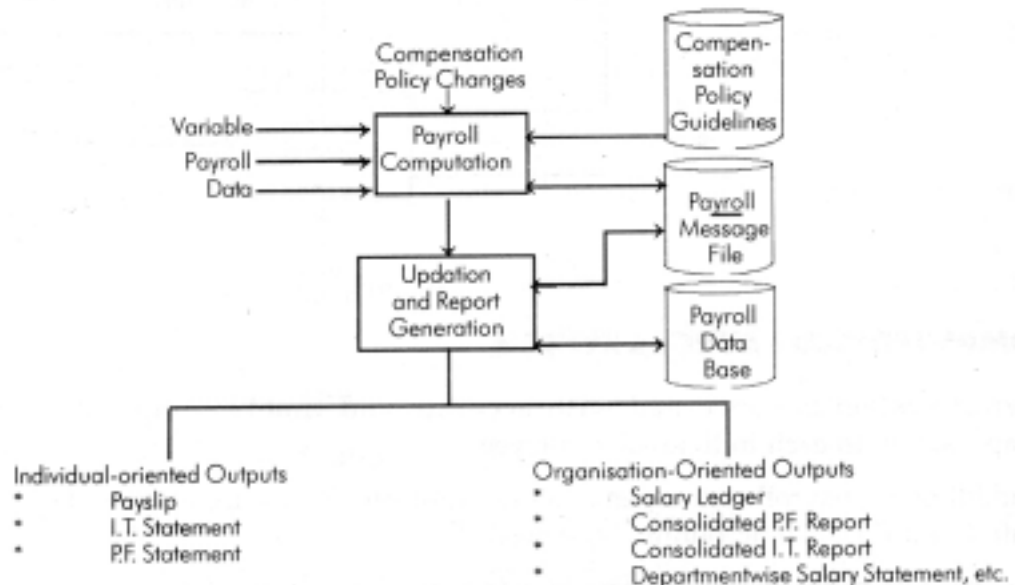 Compensation
Policy Changes
Variable
Payroll
Data
Payroll
Computation
Compen-
sation
Policy
Guidelines
Payroll
Message
File
Updation
and Report
Generation
Payroll
Data
Base
Individual-oriented Outputs
* Payslip
* I.T. Statement
* P.F. Statement
Organisation-Oriented Outputs
* Salary Ledger
* Consolidated P.F. Report
* Consolidated I.T. Report
* Departmentwise Salary Statement, etc.